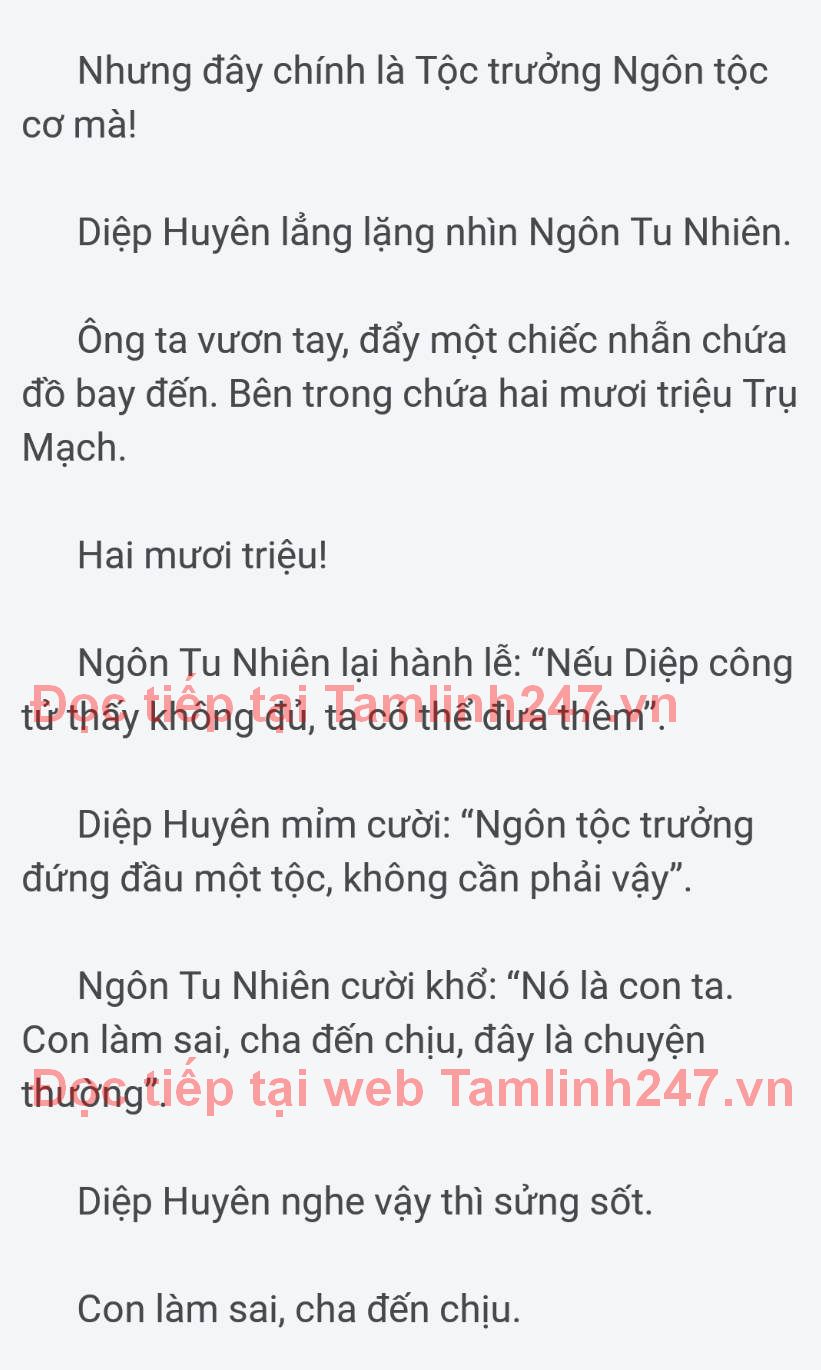 Nhưng đây chính là Tộc trưởng Ngôn tộc
cơ mà!
Diệp Huyên lẳng lặng nhìn Ngôn Tu Nhiên.
Ông ta vươn tay, đẩy một chiếc nhẫn chứa
đồ bay đến. Bên trong chứa hai mươi triệu Trụ
Mạch.
Hai mươi triệu!
Ngôn Tu Nhiên lại hành lễ: “Nếu Diệp công
Đọc tiếp tại Tamlinh247.vn
tử thấy không đủ, ta có thể đưa thêm”.
Diệp Huyên mỉm cười: “Ngôn tộc trưởng
đứng đầu một tộc, không cần phải vậy”.
Ngôn Tu Nhiên cười khổ: “Nó là con ta.
Con làm sai, cha đến chịu, đây là chuyện
Đọc tiếp tại web Tamlinh247.vn
thường”.
Diệp Huyên nghe vậy thì sửng sốt.
Con làm sai, cha đến chịu.